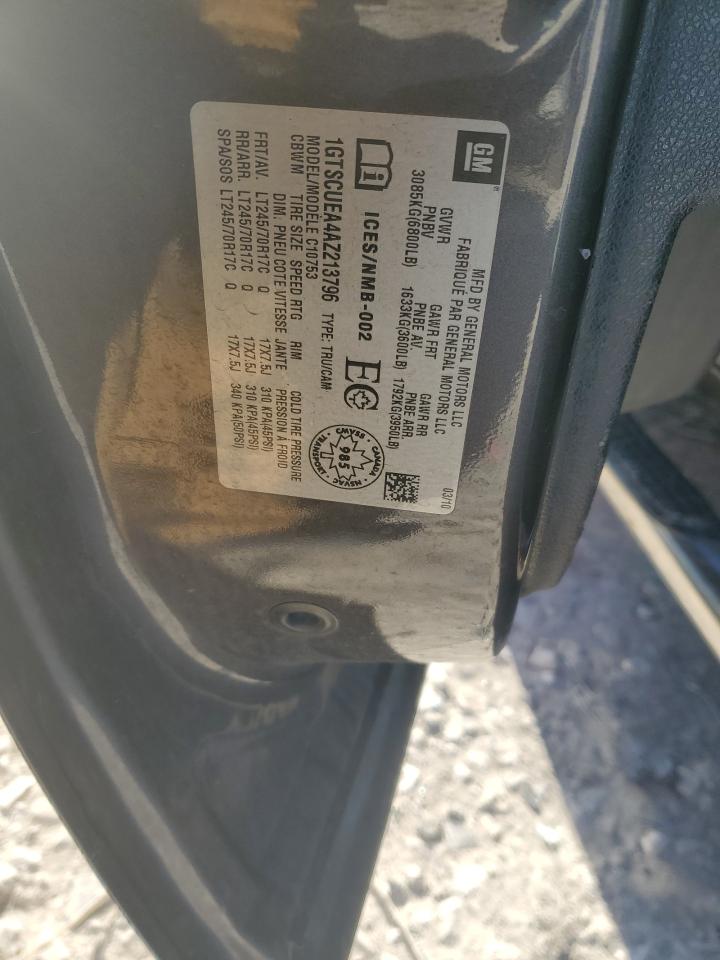 GM
MFD BY GENERAL MOTORS LLC
FABRIQUÉ PAR GENERAL MOTORS LLC
03/10
GVWR GAWR FRT GAWR RR
PNBV PNBE AV. PNBE ARR.
3085KG(6800LB) 1633KG(3600LB) 1792KG(3950LB)
ICES/NMB-002
CMVSS · CANADA · NSVAC · TRANSPORT ·
985
1GTSCUEA4AZ213796 TYPE: TRU/CAM
MODEL/MODELE C10753
CBWM TIRE SIZE SPEED RTG RIM COLD TIRE PRESSURE
DIM. PNEU COTE VITESSE JANTE PRESSION À FROID
FRT/AV. LT245/70R17C Q 17X7.5J 310 KPA(45PSI)
RR/ARR. LT245/70R17C Q 17X7.5J 310 KPA(45PSI)
SPA/SOS LT245/70R17C Q 17X7.5J 340 KPA(50PSI)